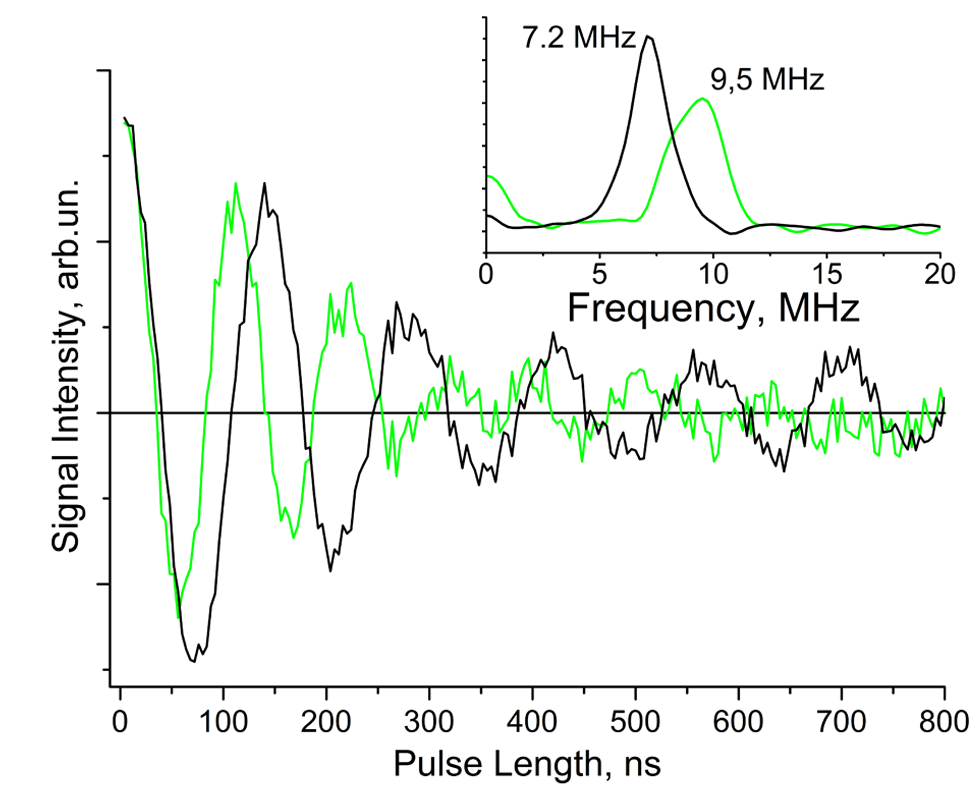 7.2 MHz
9,5 MHz
0 5 10 15 20
Frequency, MHz
Signal Intensity, arb.un.
0 100 200 300 400 500 600 700 800
Pulse Length, ns